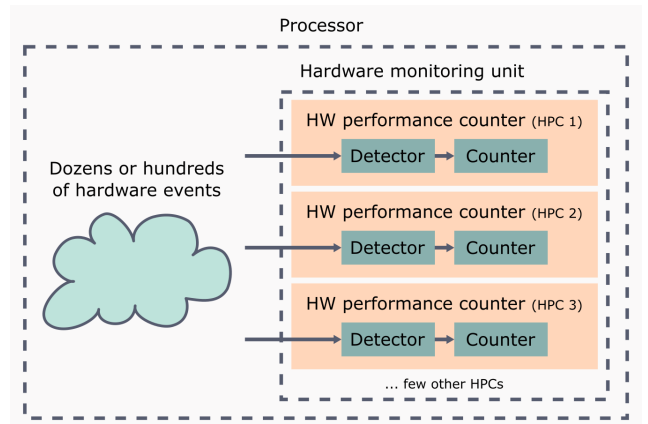 Processor
Hardware monitoring unit
Dozens or hundreds
of hardware events
HW performance counter (HPC 1)
Detector
Counter
HW performance counter (HPC 2)
Detector
Counter
HW performance counter (HPC 3)
Detector
Counter
... few other HPCs